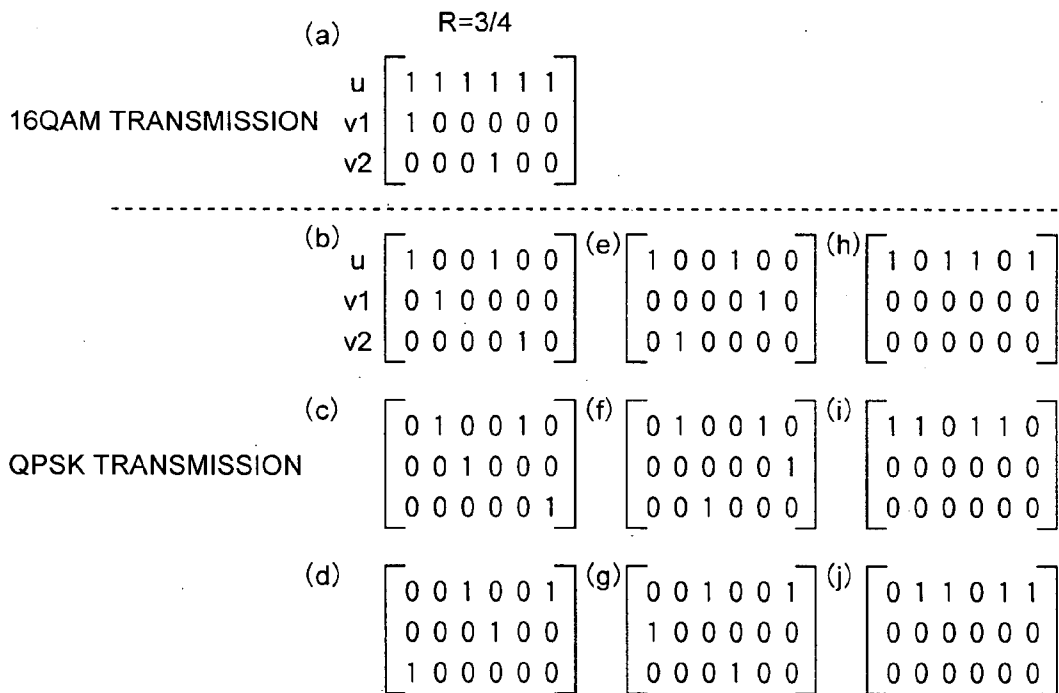 (a) R=3/4
u 1 1 1 1 1 1
16QAM TRANSMISSION v1 1 0 0 0 0 0
v2 0 0 0 1 0 0
(b) (e) (h)
u 1 0 0 1 0 0 1 0 0 1 0 0 1 0 1 1 0 1
v1 0 1 0 0 0 0 0 0 0 0 1 0 0 0 0 0 0 0
v2 0 0 0 0 1 0 0 1 0 0 0 0 0 0 0 0 0 0
(c) (f) (i)
0 1 0 0 1 0 0 1 0 0 1 0 1 1 0 1 1 0
QPSK TRANSMISSION 0 0 1 0 0 0 0 0 0 0 0 1 0 0 0 0 0 0
0 0 0 0 0 1 0 0 1 0 0 0 0 0 0 0 0 0
(d) (g) (j)
0 0 1 0 0 1 0 0 1 0 0 1 0 1 1 0 1 1
0 0 0 1 0 0 1 0 0 0 0 0 0 0 0 0 0 0
1 0 0 0 0 0 0 0 0 1 0 0 0 0 0 0 0 0